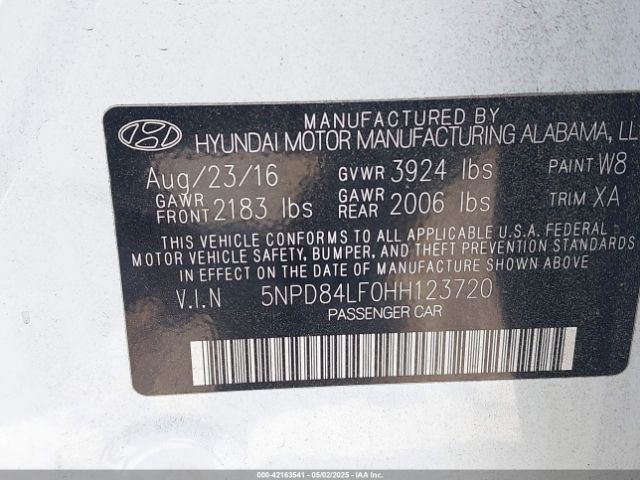 MANUFACTURED BY
HYUNDAI MOTOR MANUFACTURING ALABAMA, LL
Aug/23/16 GVWR 3924 lbs PAINT W8
GAWR FRONT 2183 lbs GAWR REAR 2006 lbs TRIM XA
THIS VEHICLE CONFORMS TO ALL APPLICABLE U.S.A. FEDERAL
MOTOR VEHICLE SAFETY, BUMPER, AND THEFT PREVENTION STANDARDS
IN EFFECT ON THE DATE OF MANUFACTURE SHOWN ABOVE.
V.I.N 5NPD84LF0HH123720
PASSENGER CAR
000-42163541 - 05/02/2025 - IAAI, Inc.